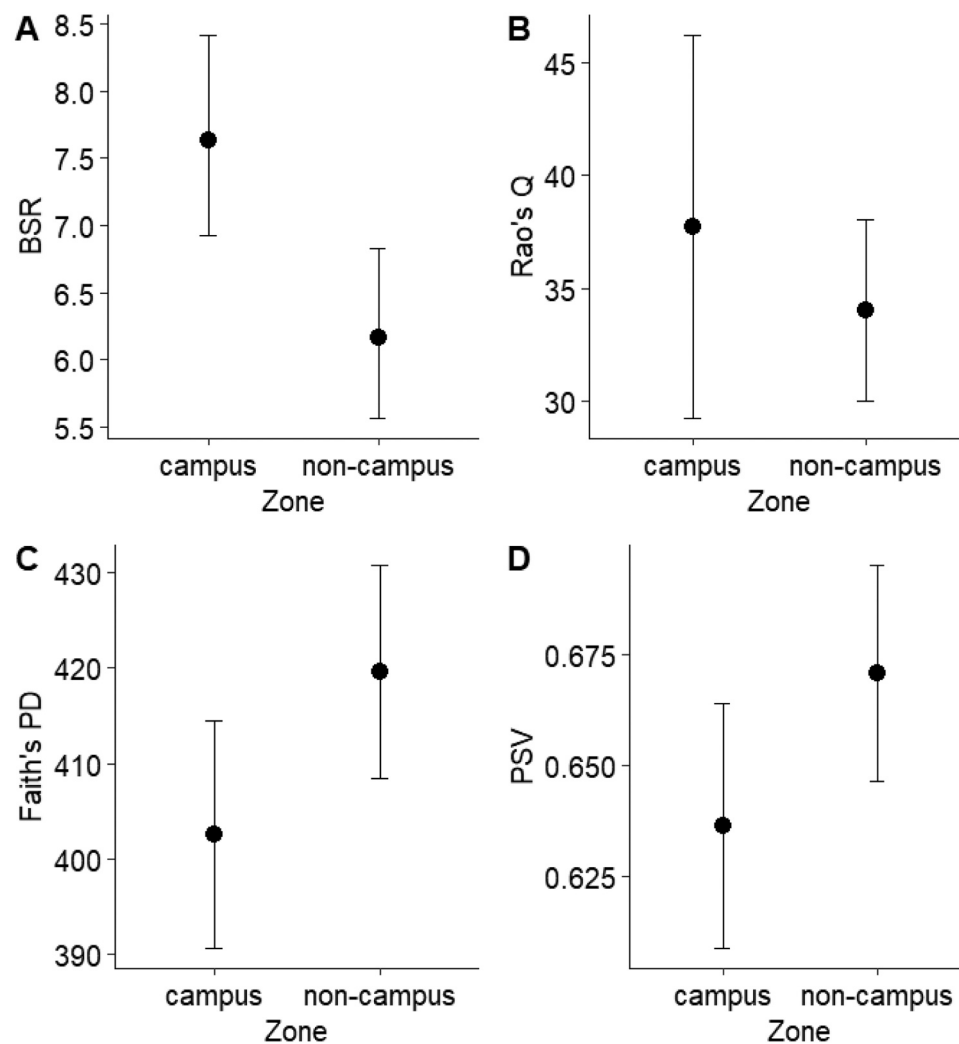 A
BSR
8.5
8.0
7.5
7.0
6.5
6.0
5.5
campus non-campus
Zone
B
Rao's Q
45
40
35
30
campus non-campus
Zone
C
Faith's PD
430
420
410
400
390
campus non-campus
Zone
D
PSV
0.675
0.650
0.625
campus non-campus
Zone